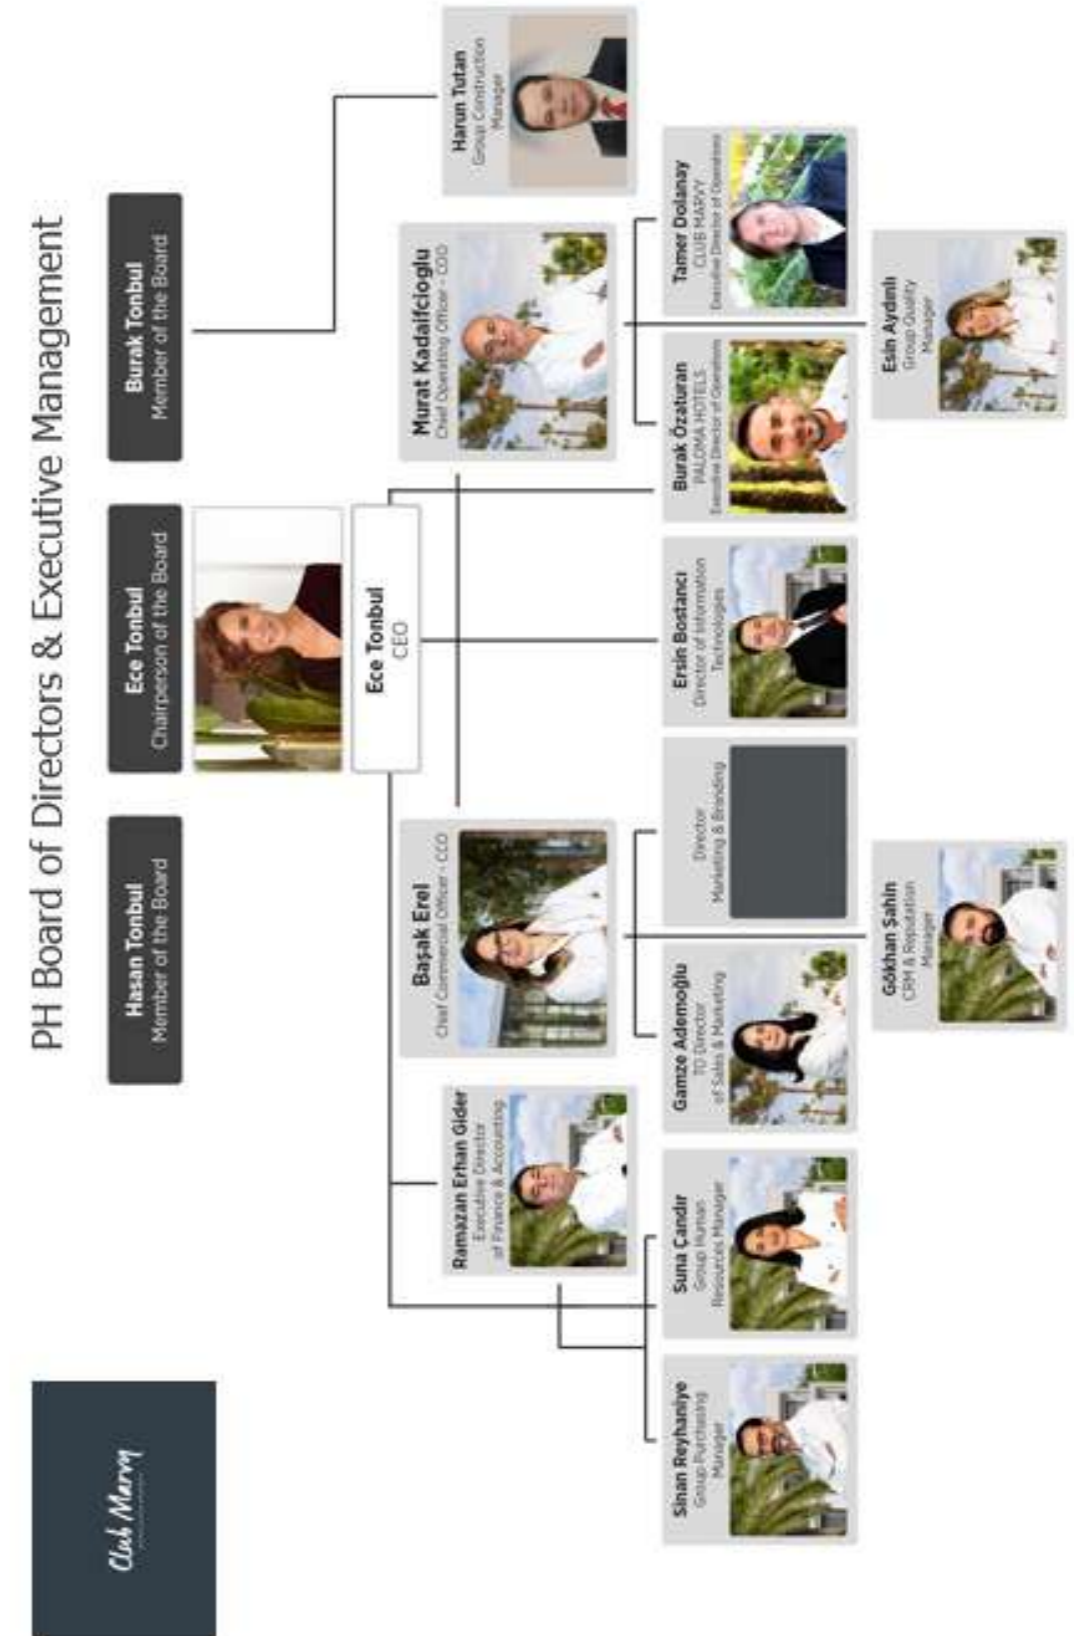 Club Marvy
PH Board of Directors & Executive Management
Hasan Tonbul
Member of the Board
Ece Tonbul
Chairperson of the Board
Burak Tonbul
Member of the Board
Ece Tonbul
CEO
Ramazan Erhan Gider
Executive Director
of Finance & Accounting
Başak Erel
Chief Commercial Officer - CCO
Murat Kadaifcioglu
Chief Operating Officer - COO
Harun Tutan
Group Construction
Manager
Sinan Reyhaniye
Group Purchasing
Manager
Suna Çandır
Group Human
Resources Manager
Gamze Ademoğlu
TO Director
of Sales & Marketing
Director
Marketing & Branding
Ersin Bostancı
Director of Information
Technologies
Burak Özaturan
PALOMA HOTELS
Executive Director of Operations
Tamer Dolanay
CLUB MARVY
Executive Director of Operations
Gökhan Şahin
CRM & Reputation
Manager
Esin Aydınlı
Group Quality
Manager